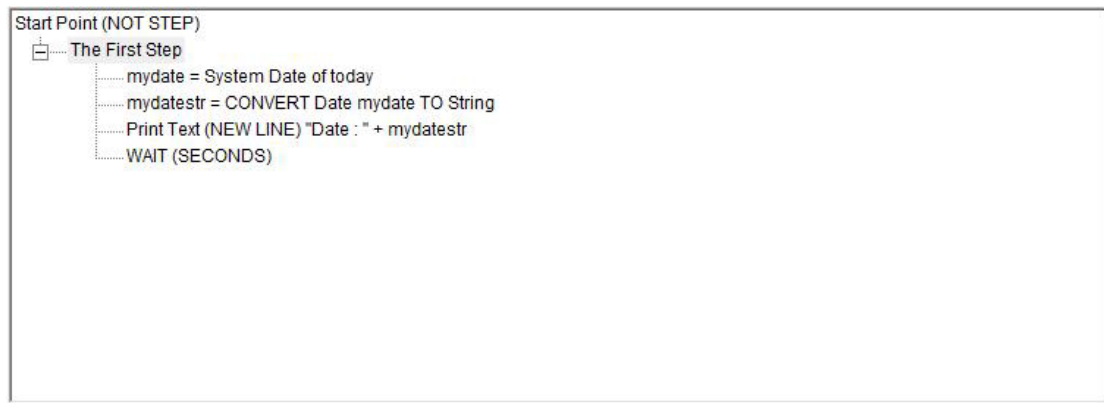 Start Point (NOT STEP)
The First Step
mydate = System Date of today
mydatestr = CONVERT Date mydate TO String
Print Text (NEW LINE) "Date : " + mydatestr
WAIT (SECONDS)